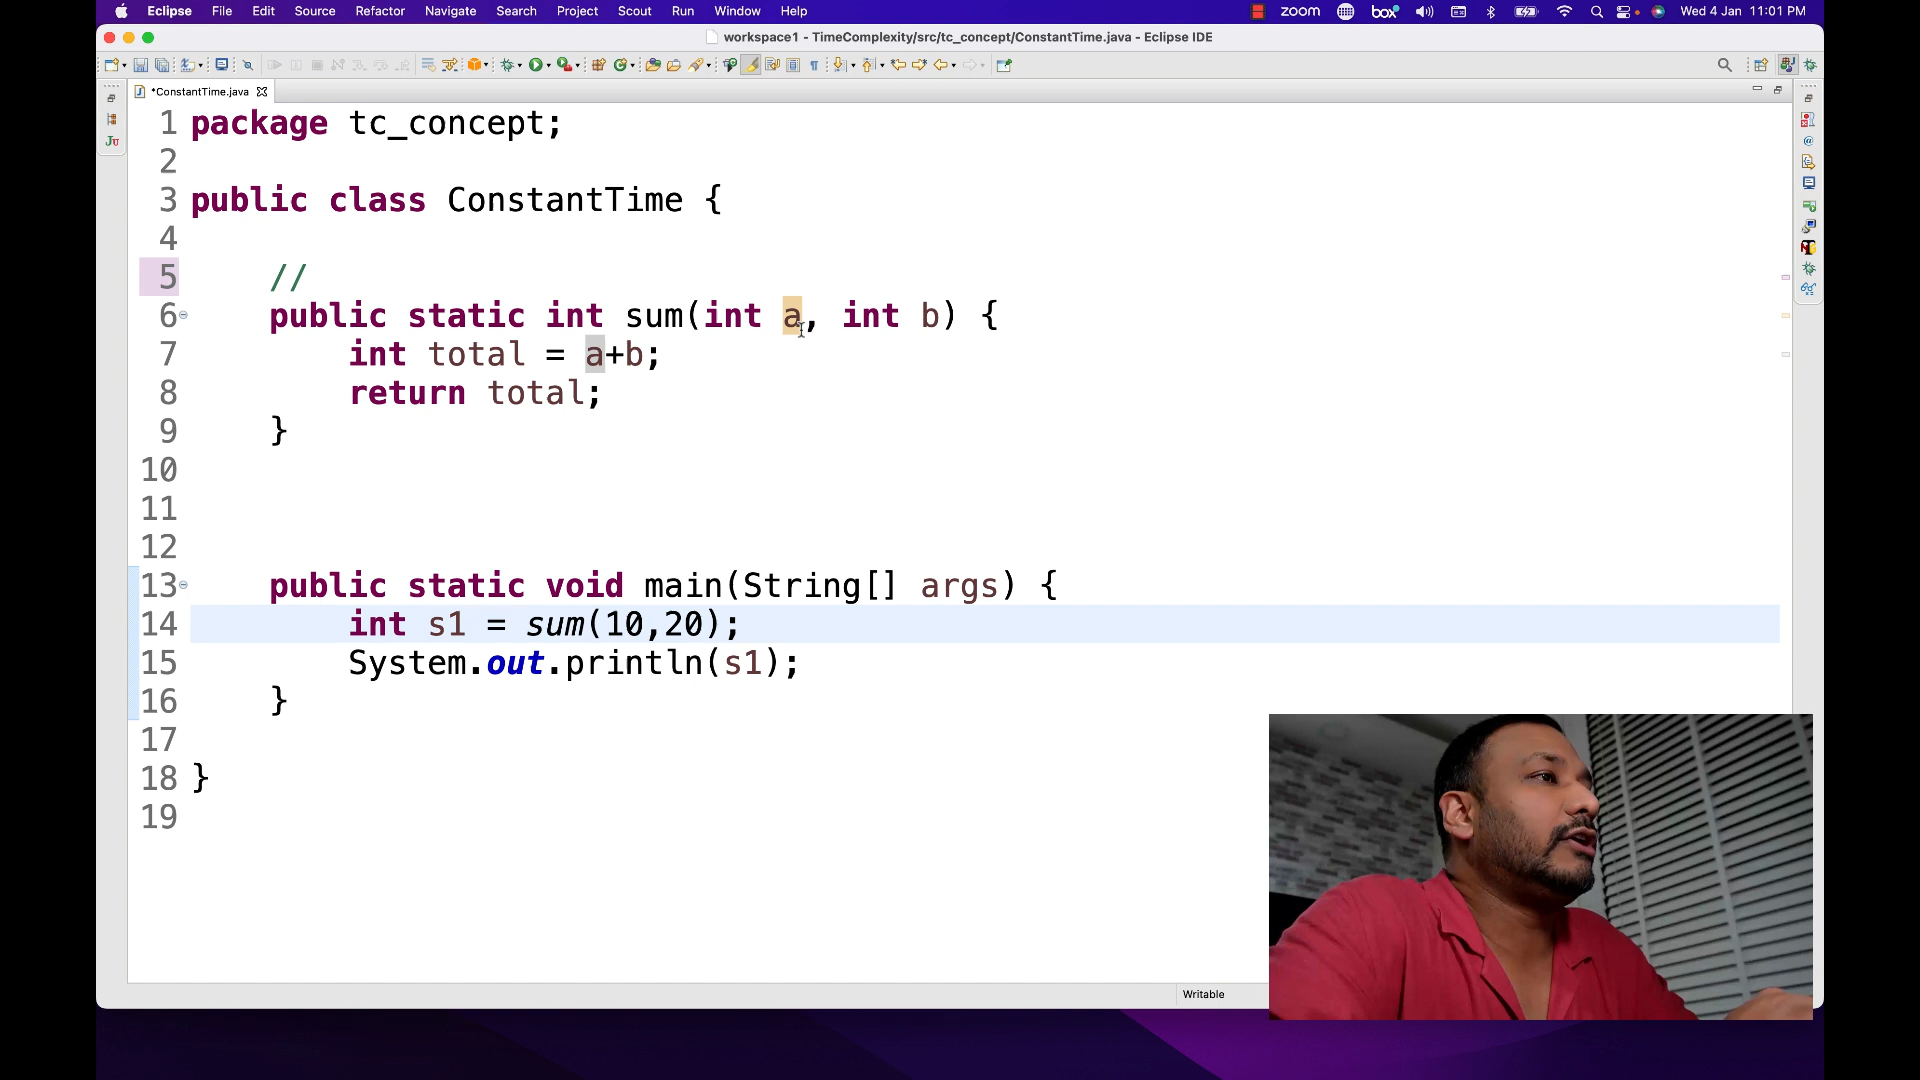 Eclipse File Edit Source Refactor Navigate Search Project Scout Run Window Help zoom box Wed 4 Jan 11:01 PM
workspace1 - TimeComplexity/src/tc_concept/ConstantTime.java - Eclipse IDE
*ConstantTime.java
1 package tc_concept;
2
3 public class ConstantTime {
4
5 //
6 public static int sum(int a, int b) {
7 int total = a+b;
8 return total;
9 }
10
11
12
13 public static void main(String[] args) {
14 int s1 = sum(10,20);
15 System.out.println(s1);
16 }
17
18 }
19
Writable